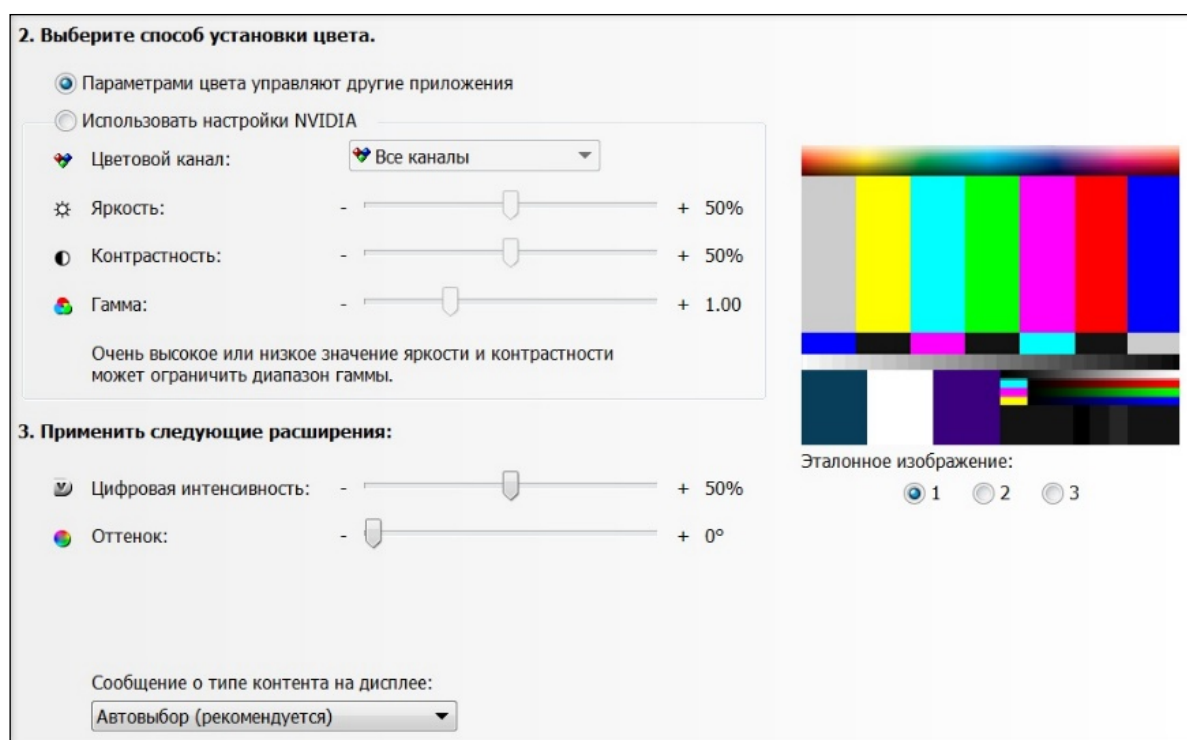 2. Выберите способ установки цвета.
Параметрами цвета управляют другие приложения
Использовать настройки NVIDIA
Цветовой канал: Все каналы
Яркость: - + 50%
Контрастность: - + 50%
Гамма: - + 1.00
Очень высокое или низкое значение яркости и контрастности
может ограничить диапазон гаммы.
3. Применить следующие расширения:
Цифровая интенсивность: - + 50%
Оттенок: - + 0°
Сообщение о типе контента на дисплее:
Автовыбор (рекомендуется)
Эталонное изображение:
1 2 3